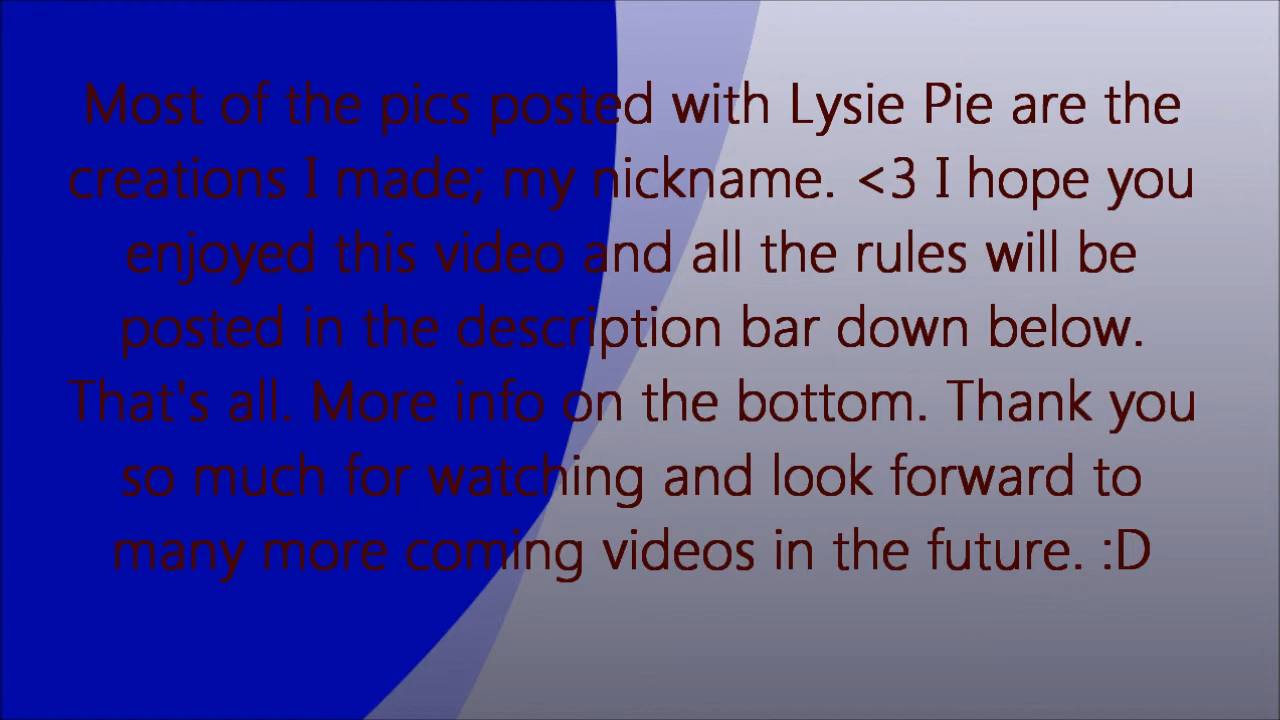 Most of the pics posted with Lysie Pie are the
creations I made; my nickname. <3 I hope you
enjoyed this video and all the rules will be
posted in the description bar down below.
That's all. More info on the bottom. Thank you
so much for watching and look forward to
many more coming videos in the future. :D